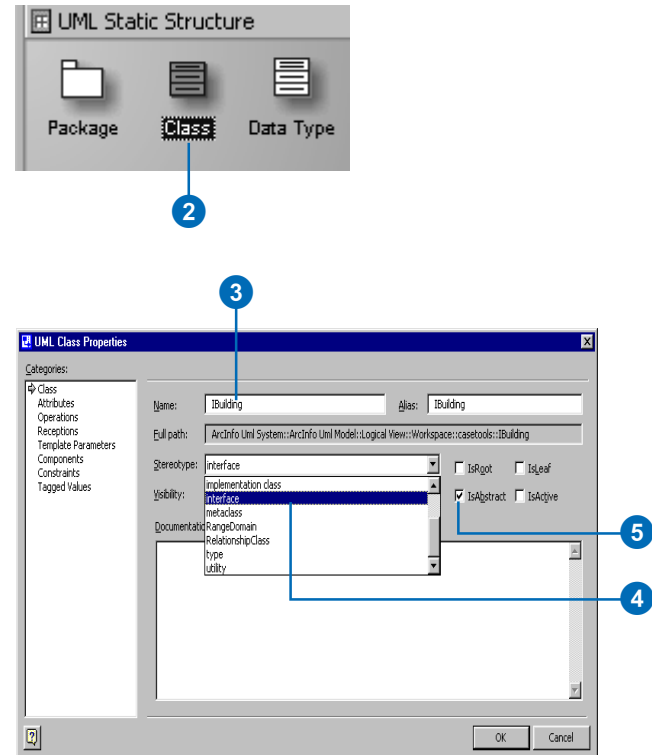 UML Static Structure
Package Class Data Type
2
3
UML Class Properties
Categories:
Class
Attributes
Operations
Receptions
Template Parameters
Components
Constraints
Tagged Values
Name: IBuilding Alias: IBuilding
Full path: ArcInfo Uml System::ArcInfo Uml Model::Logical View::Workspace::casetools::IBuilding
Stereotype: interface IsRoot IsLeaf
Visibility: IsAbstract IsActive
implementation class
interface
metaclass
RangeDomain
RelationshipClass
type
utility
Documentatio
5
4
OK Cancel